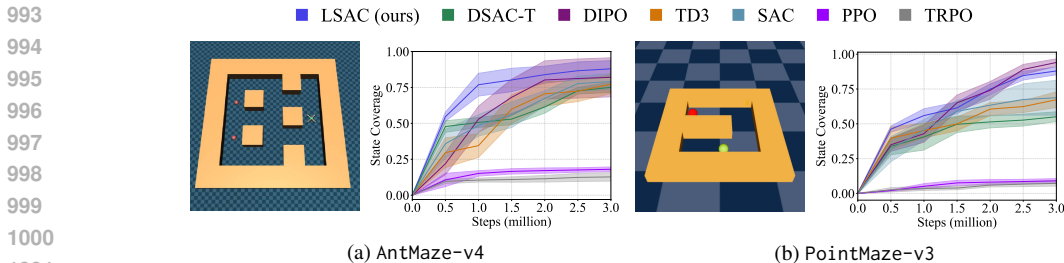 993
994
995
996
997
998
999
1000
LSAC (ours) DSAC-T DIPO TD3 SAC PPO TRPO
State Coverage
1.00
0.75
0.50
0.25
0.00
0.0 0.5 1.0 1.5 2.0 2.5 3.0
Steps (million)
State Coverage
1.00
0.75
0.50
0.25
0.00
0.0 0.5 1.0 1.5 2.0 2.5 3.0
Steps (million)
(a) AntMaze-v4
(b) PointMaze-v3